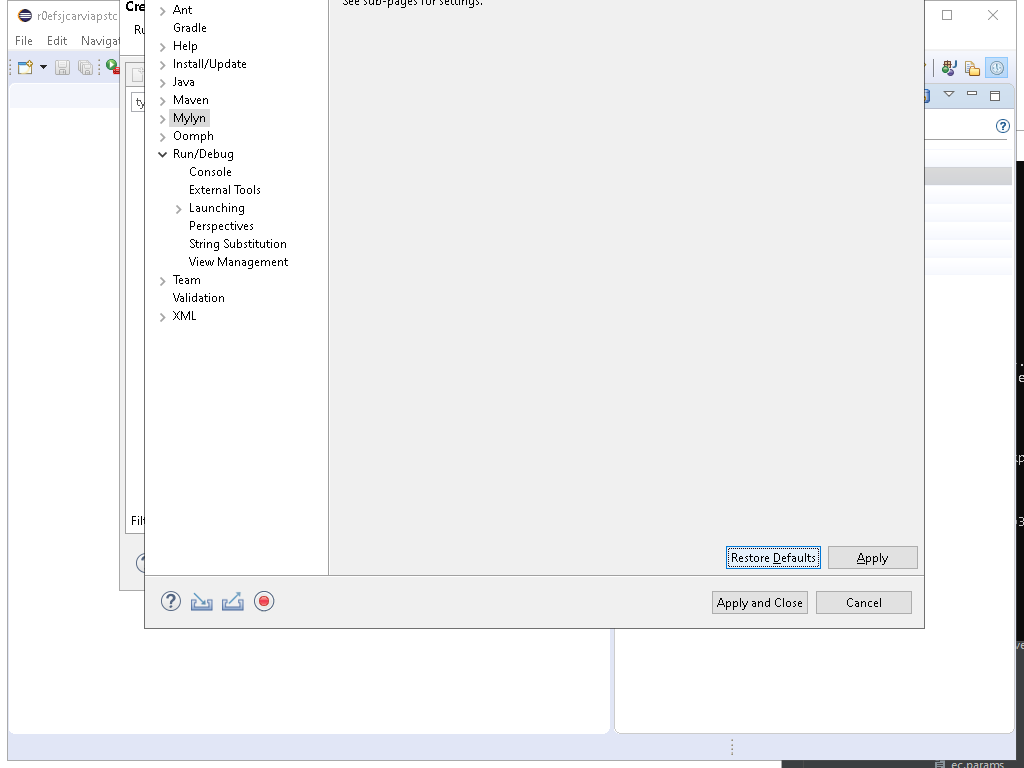 See sub-pages for settings.
Cre
Ant
r0efsjcarviapstc
Ru
Gradle
File Edit Navigat
Help
Install/Update
Java
Maven
ty
Mylyn
Oomph
Run/Debug
Console
External Tools
Launching
Perspectives
String Substitution
View Management
Team
Validation
XML
Filt
Restore Defaults
Apply
Apply and Close
Cancel
ec.params